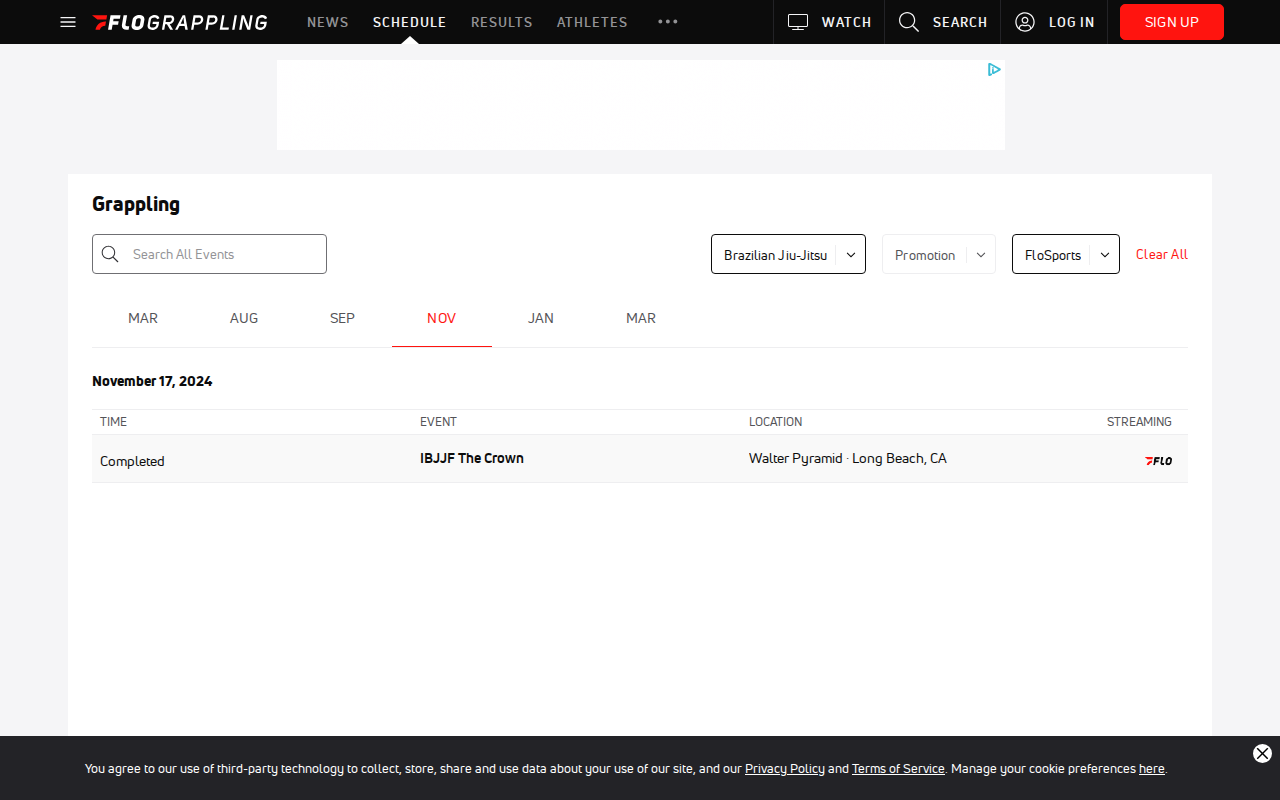 FLOGRAPPLING NEWS SCHEDULE RESULTS ATHLETES WATCH SEARCH LOG IN SIGN UP
Grappling
Search All Events Brazilian Jiu-Jitsu Promotion FloSports Clear All
MAR AUG SEP NOV JAN MAR
November 17, 2024
TIME EVENT LOCATION STREAMING
Completed IBJJF The Crown Walter Pyramid · Long Beach, CA FLO
You agree to our use of third-party technology to collect, store, share and use data about your use of our site, and our Privacy Policy and Terms of Service. Manage your cookie preferences here.